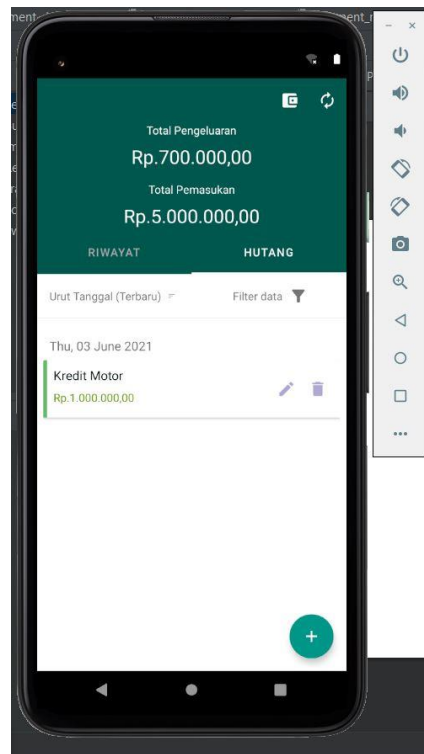 Total Pengeluaran
Rp.700.000,00
Total Pemasukan
Rp.5.000.000,00
RIWAYAT HUTANG
Urut Tanggal (Terbaru) Filter data
Thu, 03 June 2021
Kredit Motor
Rp.1.000.000,00